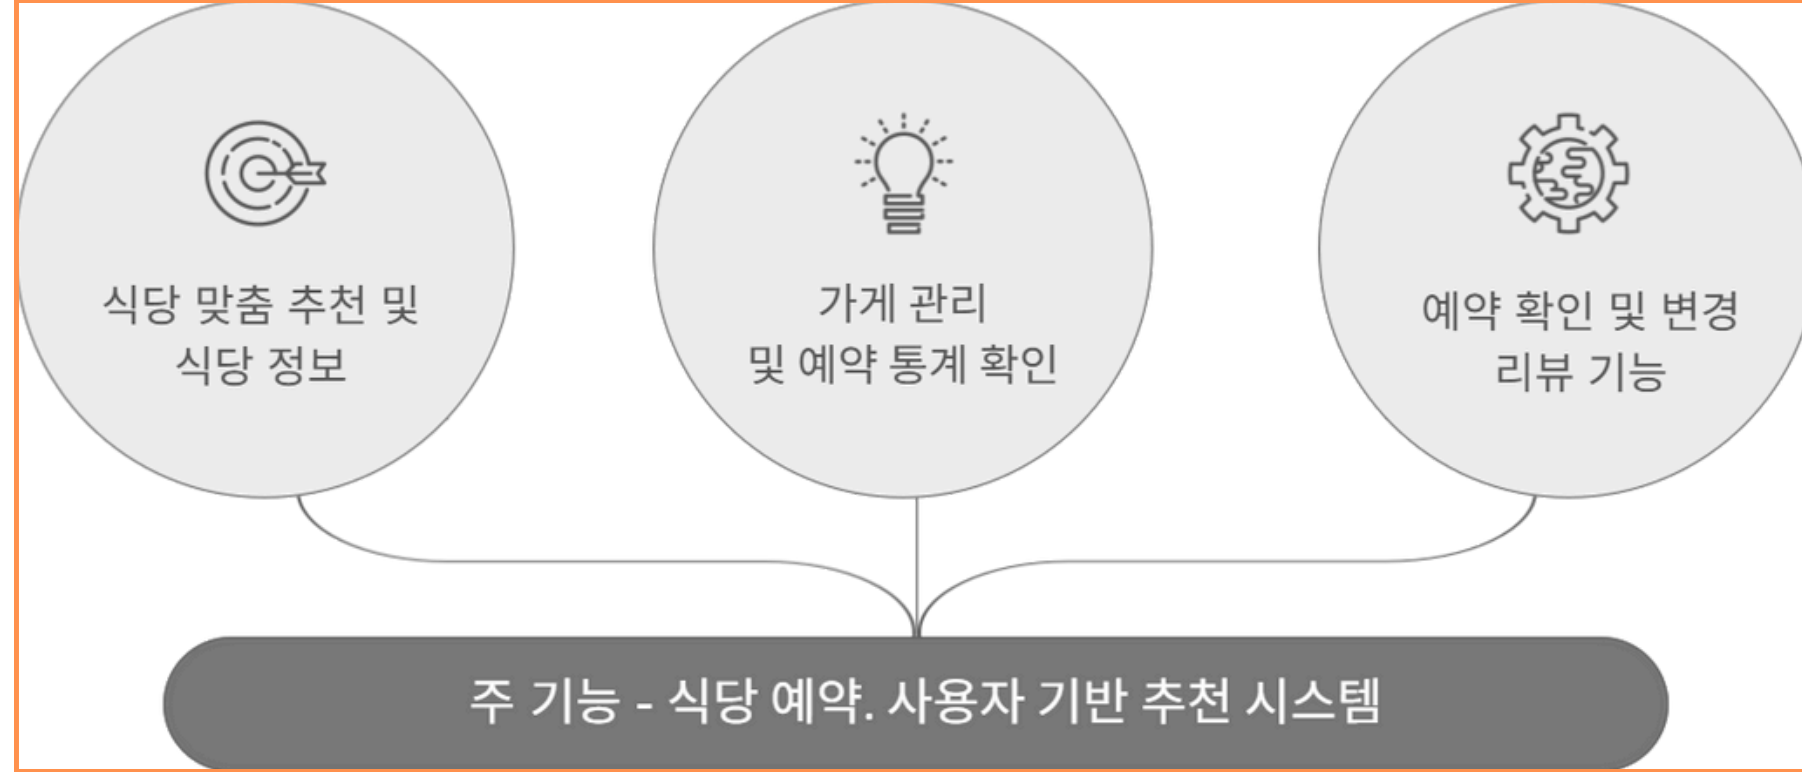 식당 맞춤 추천 및
식당 정보
가게 관리
및 예약 통계 확인
예약 확인 및 변경
리뷰 기능
주 기능 - 식당 예약. 사용자 기반 추천 시스템